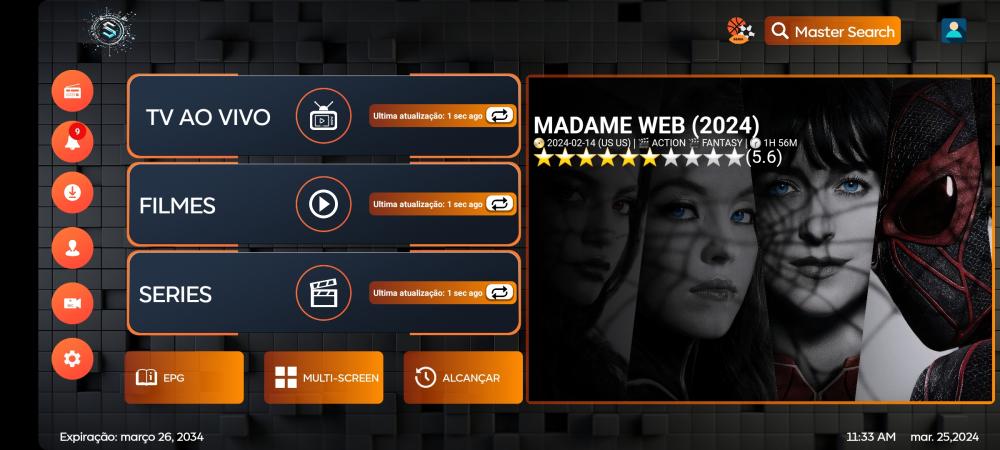 Master Search
9
TV AO VIVO
Ultima atualização: 1 sec ago
FILMES
Ultima atualização: 1 sec ago
SERIES
Ultima atualização: 1 sec ago
EPG
MULTI-SCREEN
ALCANÇAR
MADAME WEB (2024)
2024-02-14 (US US) | ACTION FANTASY | 1H 56M
(5.6)
Expiração: março 26, 2034
11:33 AM mar. 25,2024